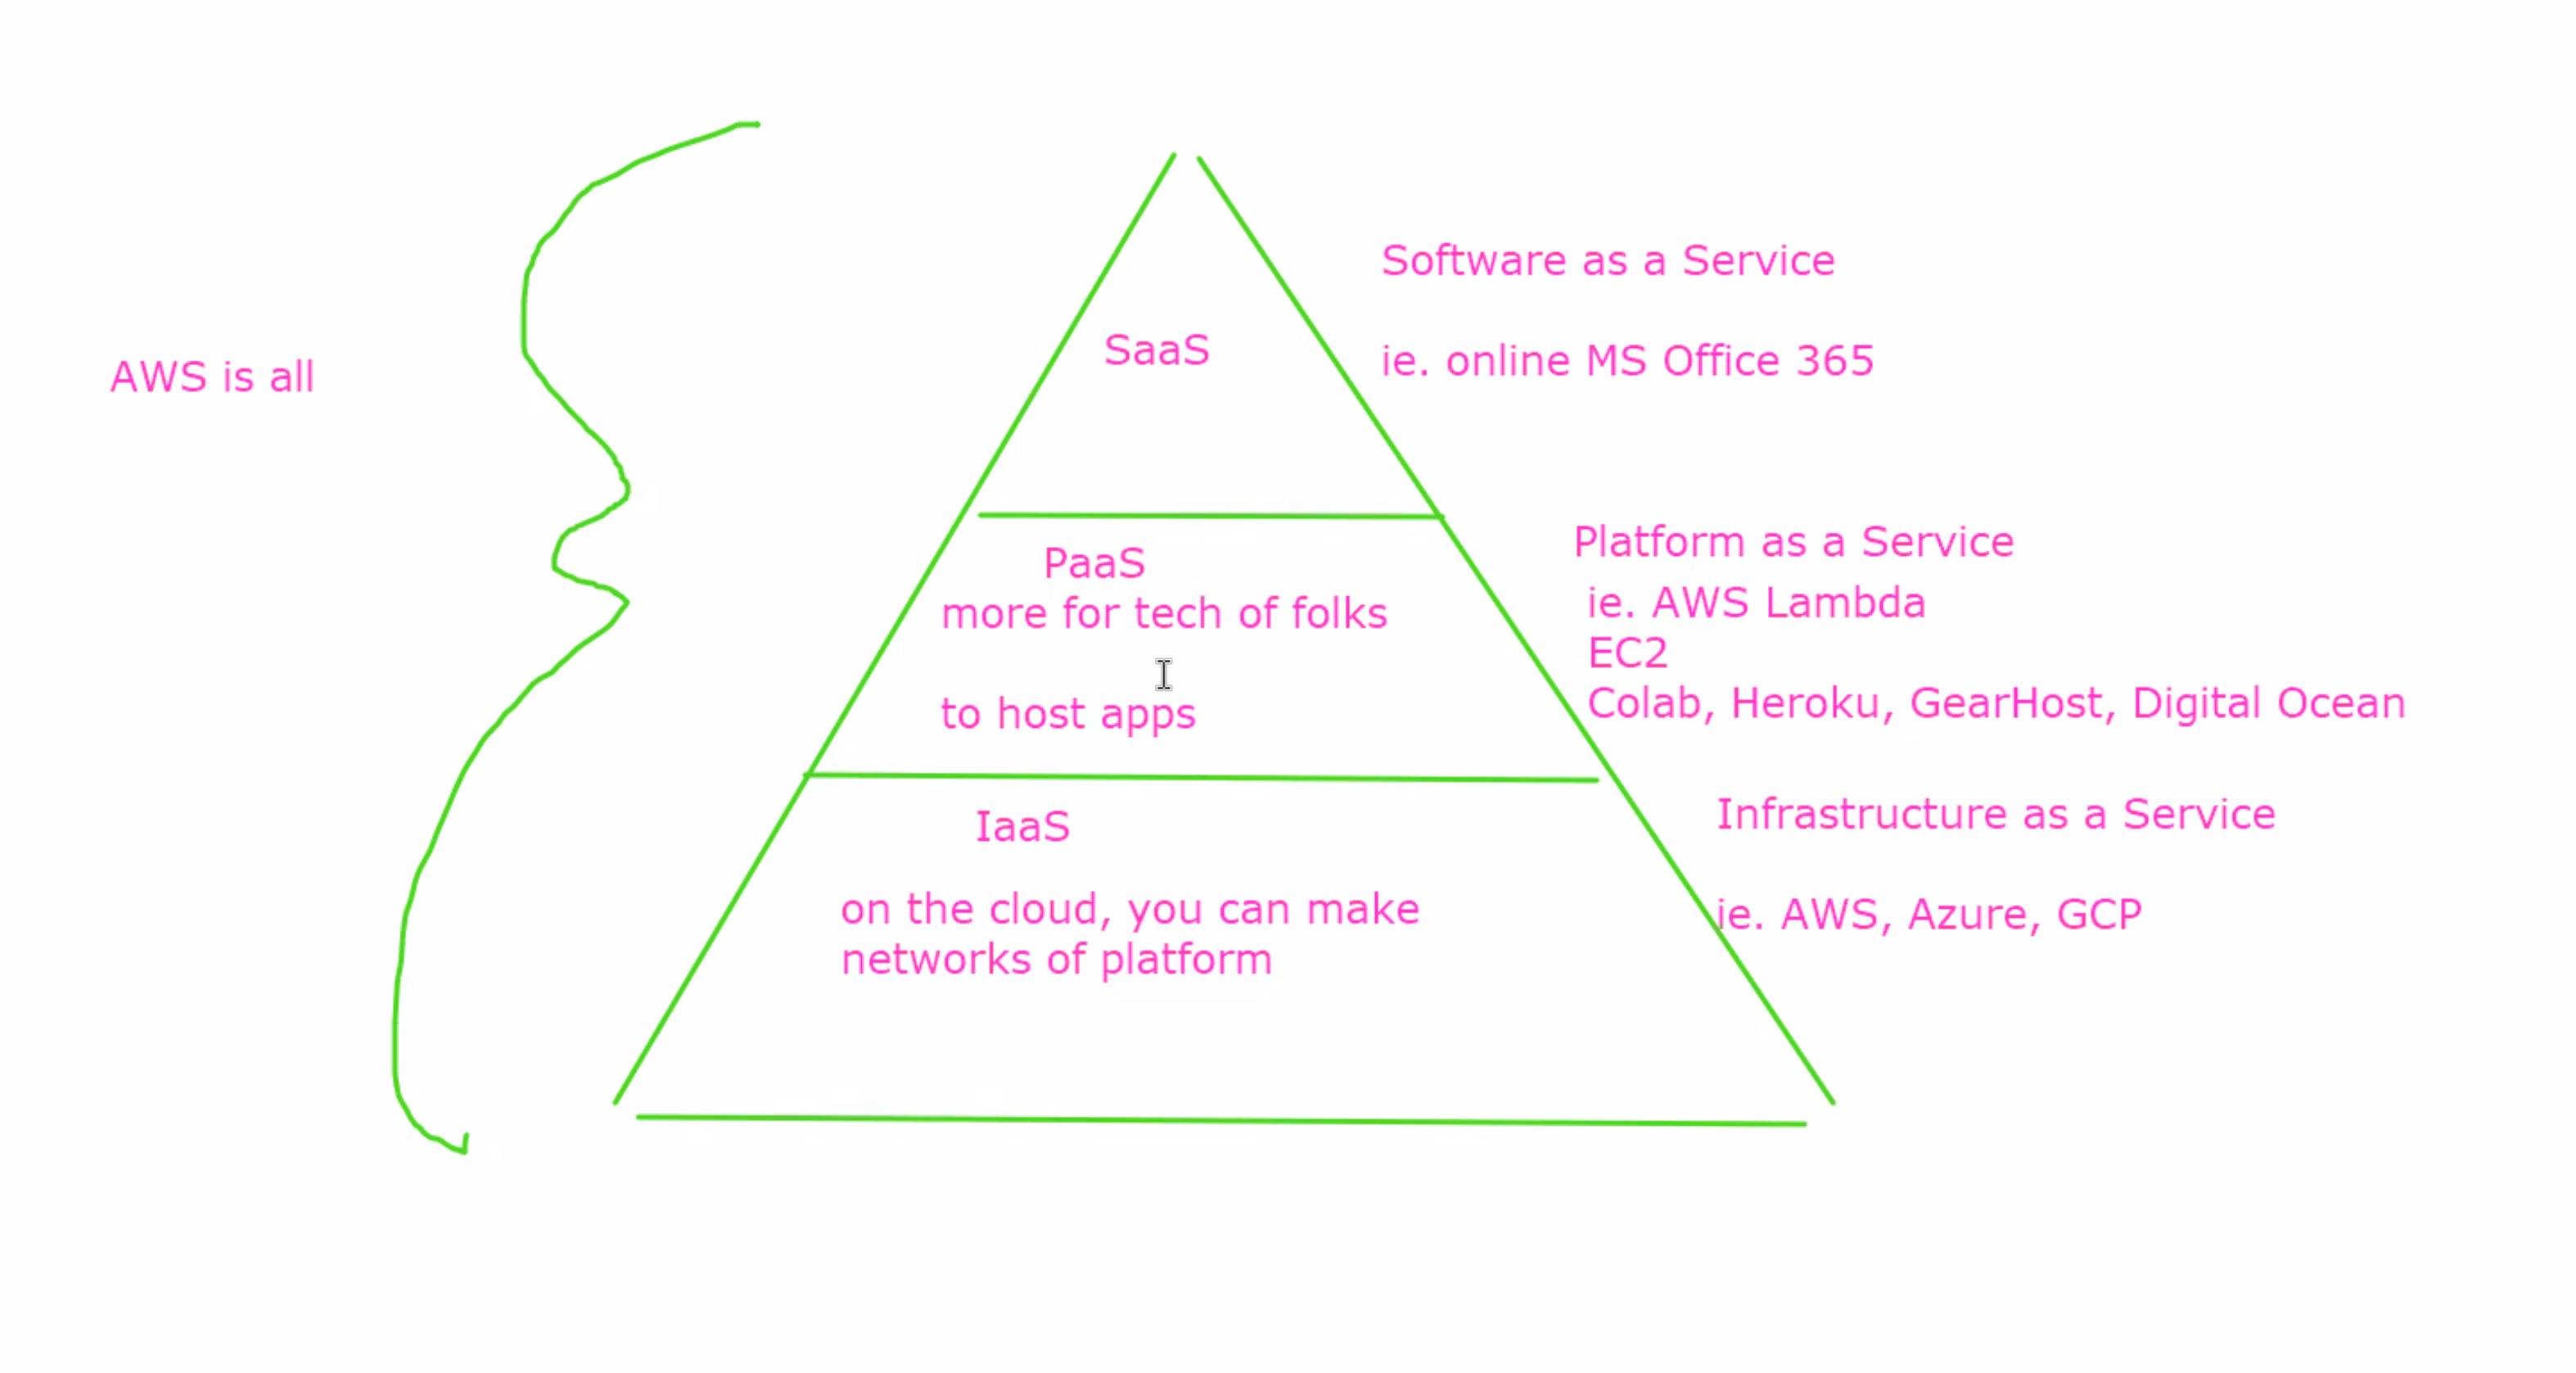 AWS is all
SaaS
Software as a Service
ie. online MS Office 365
PaaS
more for tech of folks
to host apps
Platform as a Service
ie. AWS Lambda
EC2
Colab, Heroku, GearHost, Digital Ocean
IaaS
on the cloud, you can make
networks of platform
Infrastructure as a Service
ie. AWS, Azure, GCP